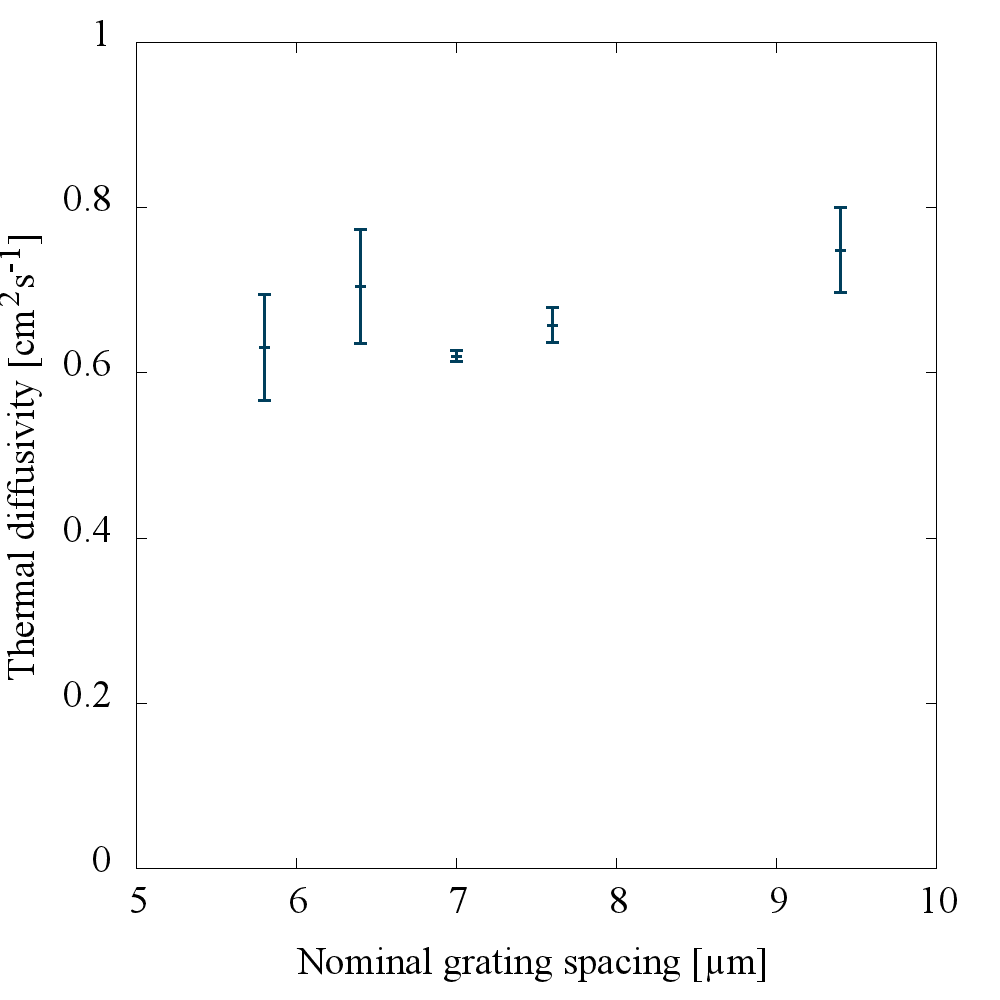 1
0.8
0.6
0.4
0.2
0
5 6 7 8 9 10
Nominal grating spacing [µm]
Thermal diffusivity [cm²s⁻¹]